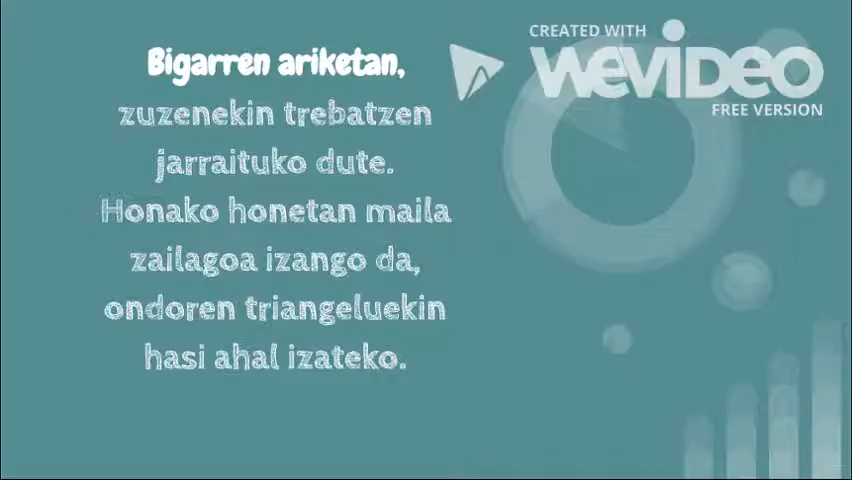 Bigarren ariketan,
zuzenekin trebatzen
jarraituko dute.
Honako honetan maila
zailagoa izango da,
ondoren triangeluekin
hasi ahal izateko.
CREATED WITH
WEVIDEO
FREE VERSION